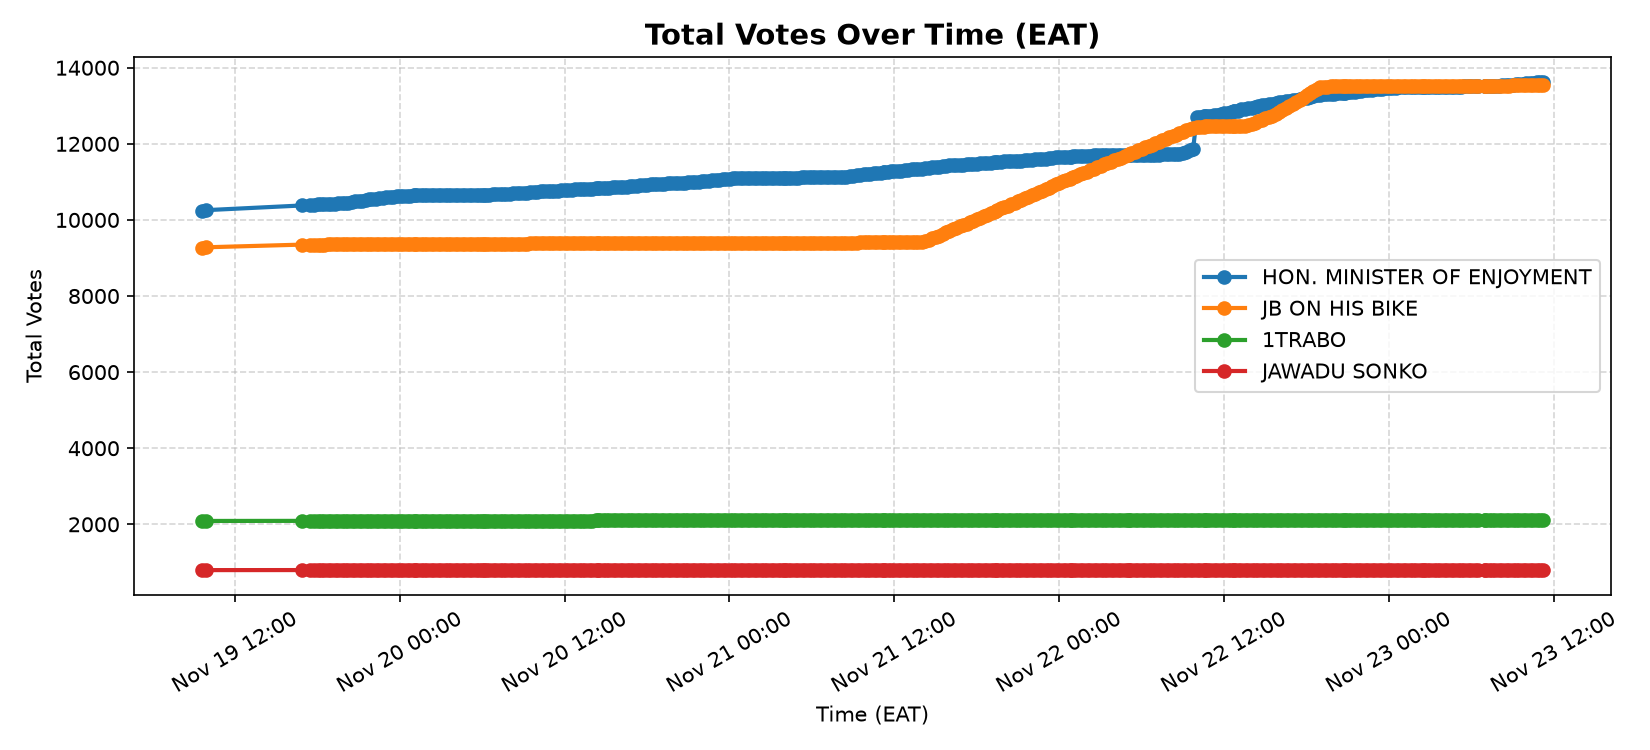 Total Votes Over Time (EAT)
Total Votes
14000
12000
10000
8000
6000
4000
2000
HON. MINISTER OF ENJOYMENT
JB ON HIS BIKE
1TRABO
JAWADU SONKO
Nov 19 12:00
Nov 20 00:00
Nov 20 12:00
Nov 21 00:00
Nov 21 12:00
Nov 22 00:00
Nov 22 12:00
Nov 23 00:00
Nov 23 12:00
Time (EAT)